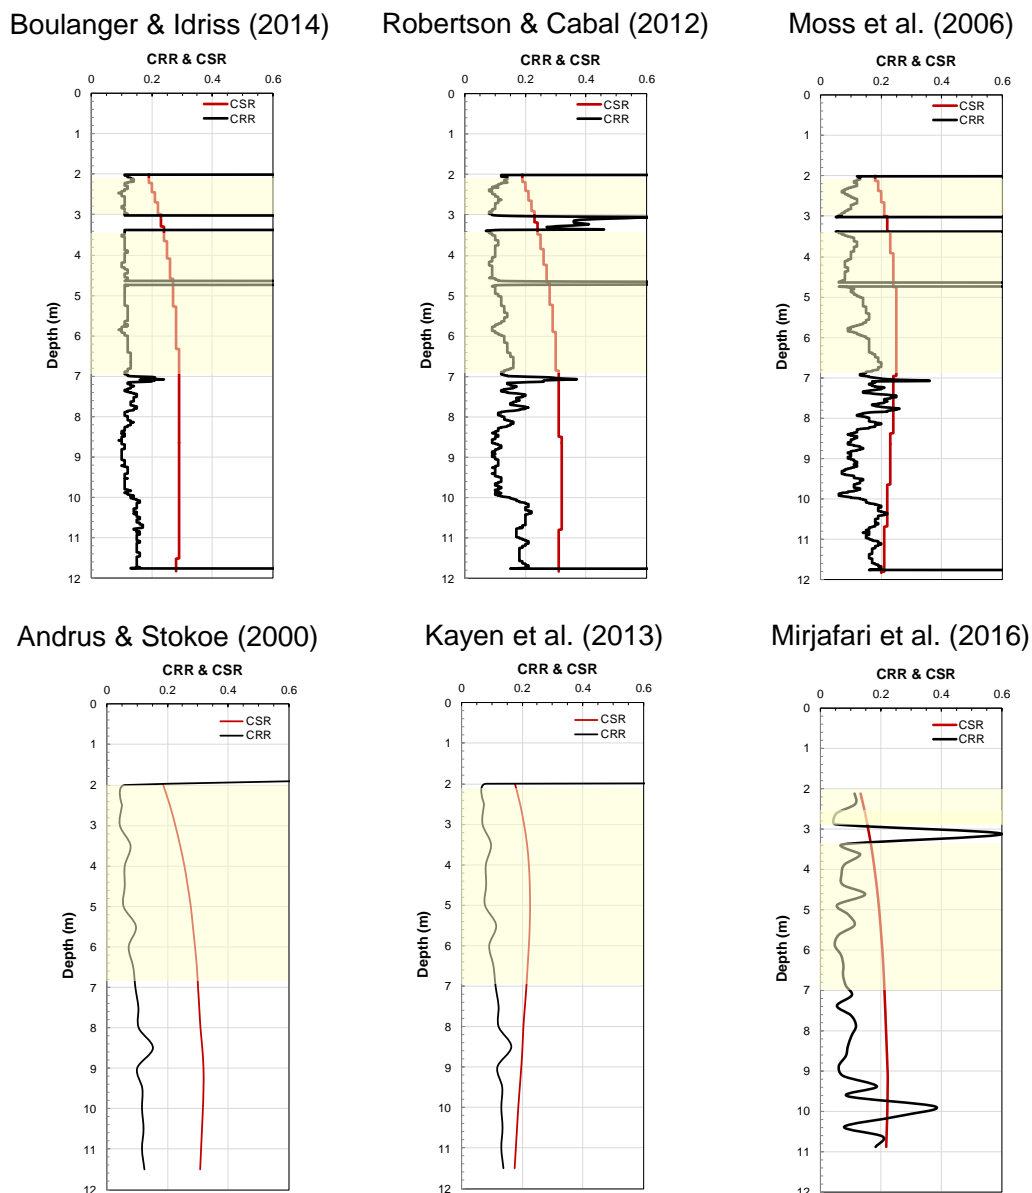 Boulanger & Idriss (2014)
CRR & CSR
0 0.2 0.4 0.6
CSR
CRR
Depth (m)
0
1
2
3
4
5
6
7
8
9
10
11
12
Robertson & Cabal (2012)
CRR & CSR
0 0.2 0.4 0.6
CSR
CRR
Depth (m)
0
1
2
3
4
5
6
7
8
9
10
11
12
Moss et al. (2006)
CRR & CSR
0 0.2 0.4 0.6
CSR
CRR
Depth (m)
0
1
2
3
4
5
6
7
8
9
10
11
12
Andrus & Stokoe (2000)
CRR & CSR
0 0.2 0.4 0.6
CSR
CRR
Depth (m)
0
1
2
3
4
5
6
7
8
9
10
11
12
Kayen et al. (2013)
CRR & CSR
0 0.2 0.4 0.6
CSR
CRR
Depth (m)
0
1
2
3
4
5
6
7
8
9
10
11
12
Mirjafari et al. (2016)
CRR & CSR
0 0.2 0.4 0.6
CSR
CRR
Depth (m)
0
1
2
3
4
5
6
7
8
9
10
11
12